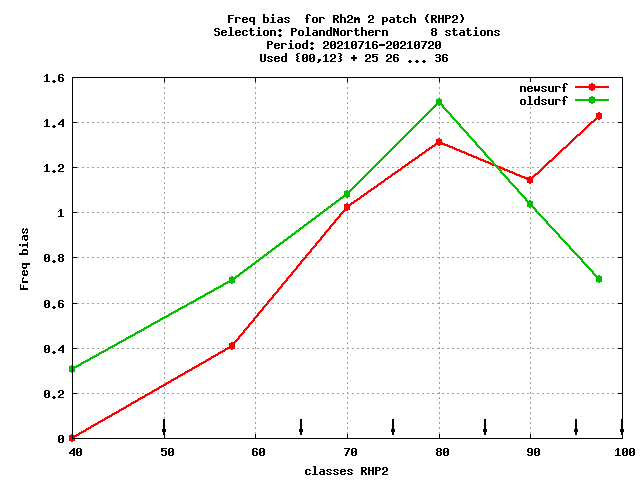 Freq bias  for Rh2m 2 patch (RHP2)
Selection: PolandNorthern      8 stations
Period: 20210716-20210720
Used {00,12} + 25 26 ... 36
newsurf
oldsurf
1.6
1.4
1.2
1
0.8
0.6
0.4
0.2
0
Freq bias
40 50 60 70 80 90 100
classes RHP2